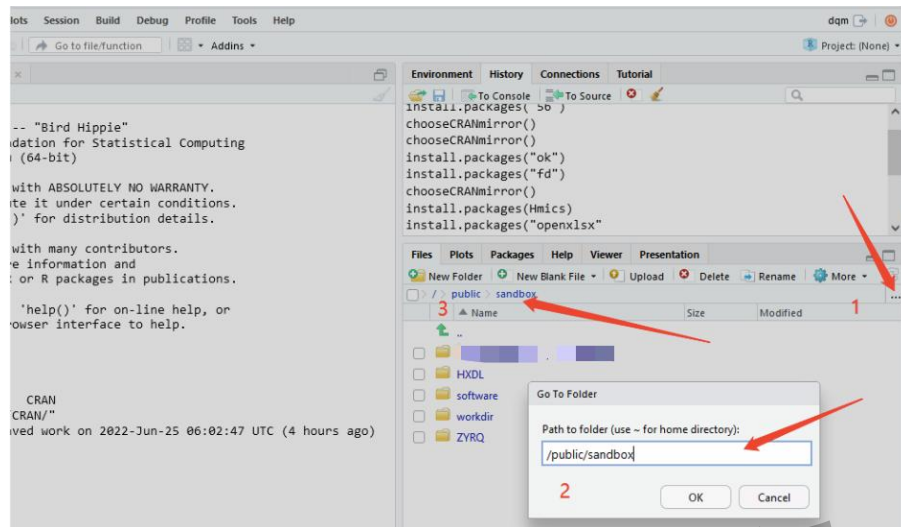 lots Session Build Debug Profile Tools Help dqm
Go to file/function Addins Project: (None)
Environment History Connections Tutorial
To Console To Source
install.packages( 56 )
-- "Bird Hippie" chooseCRANmirror()
dation for Statistical Computing chooseCRANmirror()
(64-bit) install.packages("ok")
install.packages("fd")
with ABSOLUTELY NO WARRANTY. chooseCRANmirror()
te it under certain conditions. install.packages(Hmics)
)' for distribution details. install.packages("openxlsx"
with many contributors. Files Plots Packages Help Viewer Presentation
e information and New Folder New Blank File Upload Delete Rename More
or R packages in publications. / public sandbox ...
1
'help()' for on-line help, or 3 Name Size Modified
owser interface to help. ..
HXDL
CRAN software Go To Folder
CRAN/" workdir
ved work on 2022-Jun-25 06:02:47 UTC (4 hours ago) ZYRQ Path to folder (use ~ for home directory):
/public/sandbox
2 OK Cancel